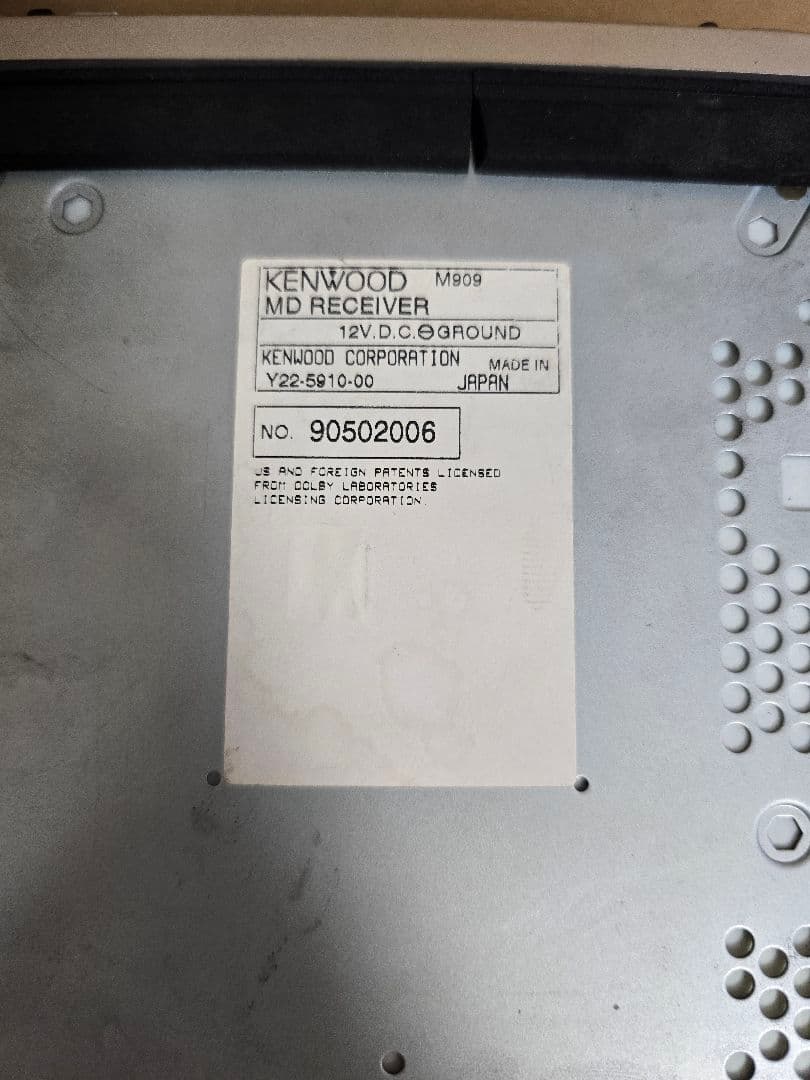 KENWOOD M909
MD RECEIVER
12V.D.C.⊖GROUND
KENWOOD CORPORATION MADE IN
Y22-5910-00 JAPAN
NO. 90502006
US AND FOREIGN PATENTS LICENSED
FROM DOLBY LABORATORIES
LICENSING CORPORATION.